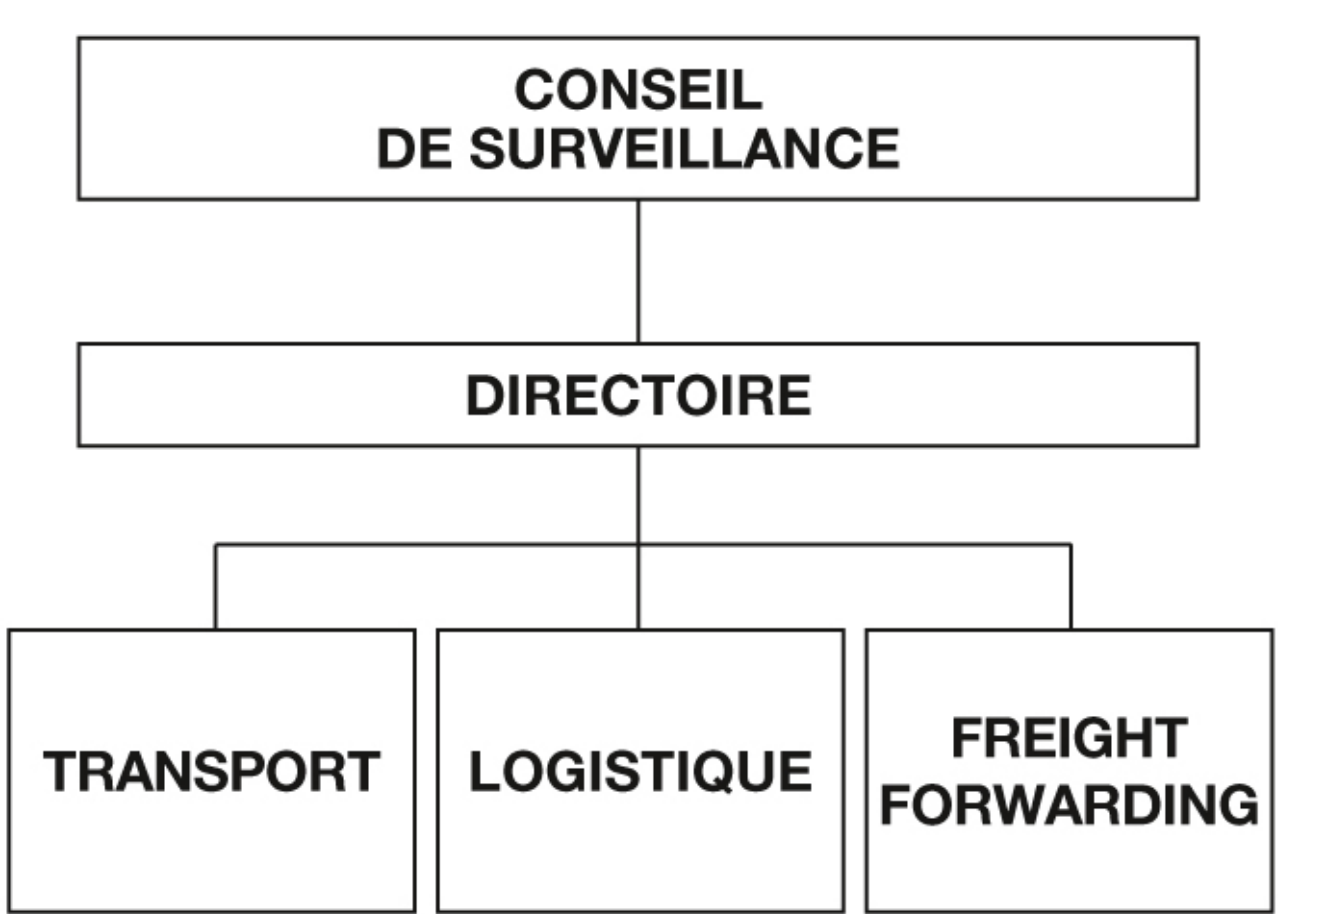 CONSEIL
DE SURVEILLANCE
DIRECTOIRE
TRANSPORT
LOGISTIQUE
FREIGHT
FORWARDING